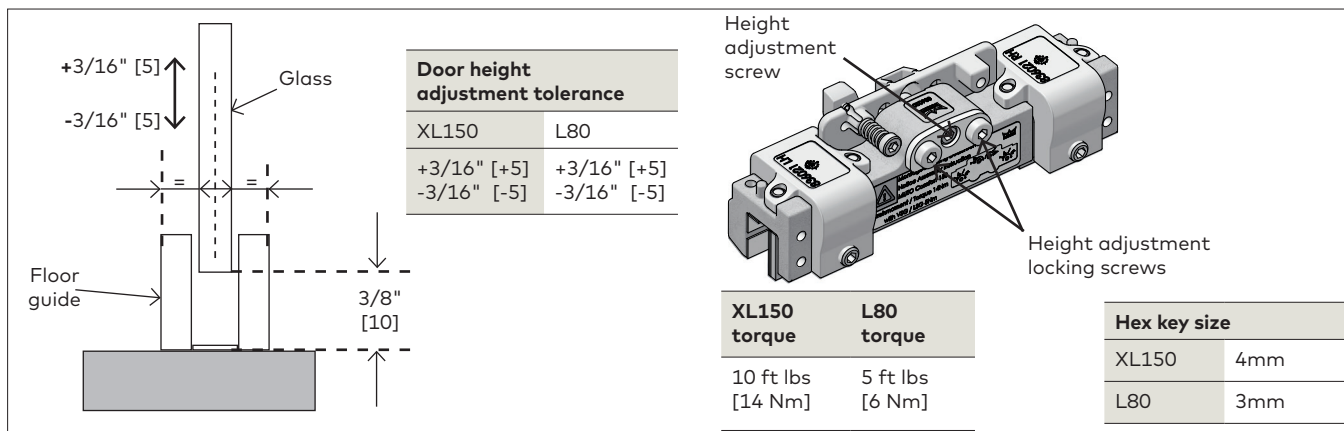 +3/16" [5]
-3/16" [5]
Glass
=
=
Floor
guide
3/8"
[10]
Door height
adjustment tolerance
XL150 L80
+3/16" [+5] +3/16" [+5]
-3/16" [-5] -3/16" [-5]
Height
adjustment
screw
Height adjustment
locking screws
XL150 L80
torque torque
10 ft lbs 5 ft lbs
[14 Nm] [6 Nm]
Hex key size
XL150 4mm
L80 3mm